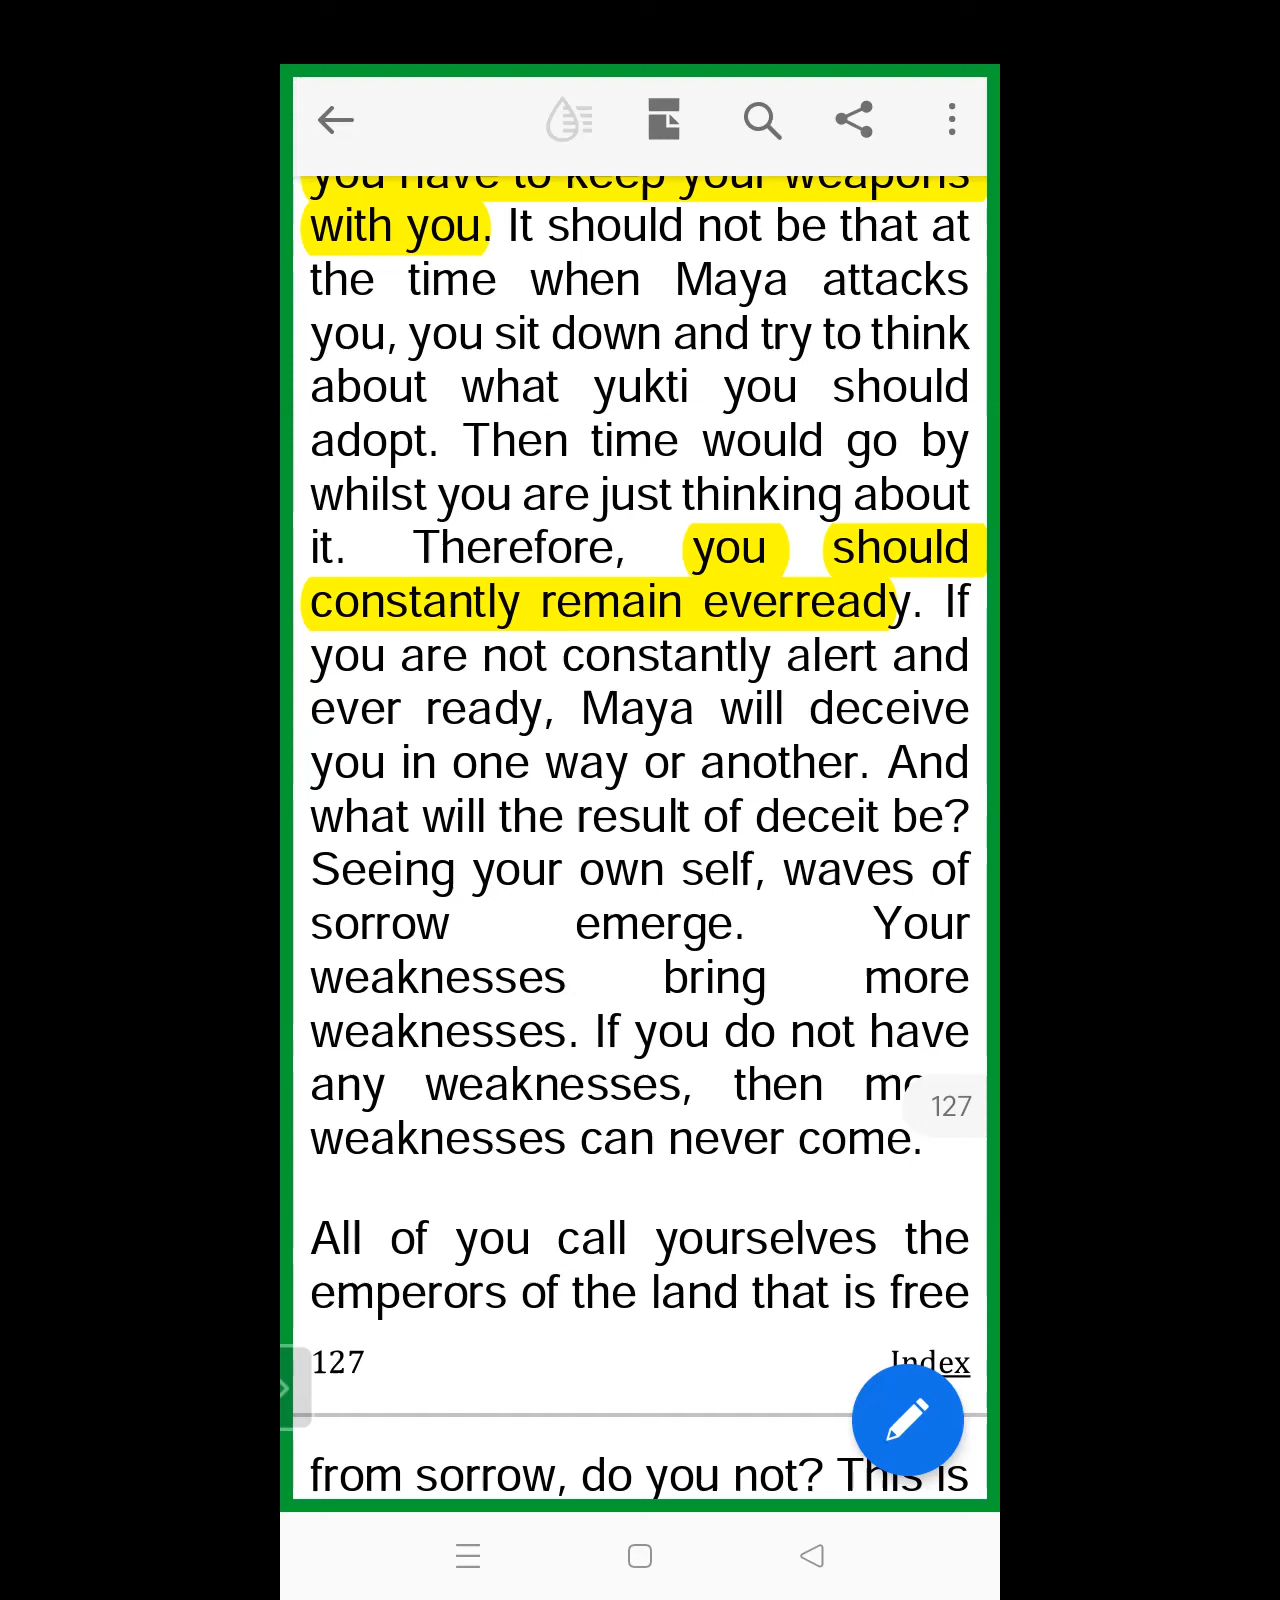 you have to keep your weapons
with you. It should not be that at
the time when Maya attacks
you, you sit down and try to think
about what yukti you should
adopt. Then time would go by
whilst you are just thinking about
it. Therefore, you should
constantly remain everready. If
you are not constantly alert and
ever ready, Maya will deceive
you in one way or another. And
what will the result of deceit be?
Seeing your own self, waves of
sorrow emerge. Your
weaknesses bring more
weaknesses. If you do not have
any weaknesses, then
127
weaknesses can never come.
All of you call yourselves the
emperors of the land that is free
127 Index
from sorrow, do you not? This is